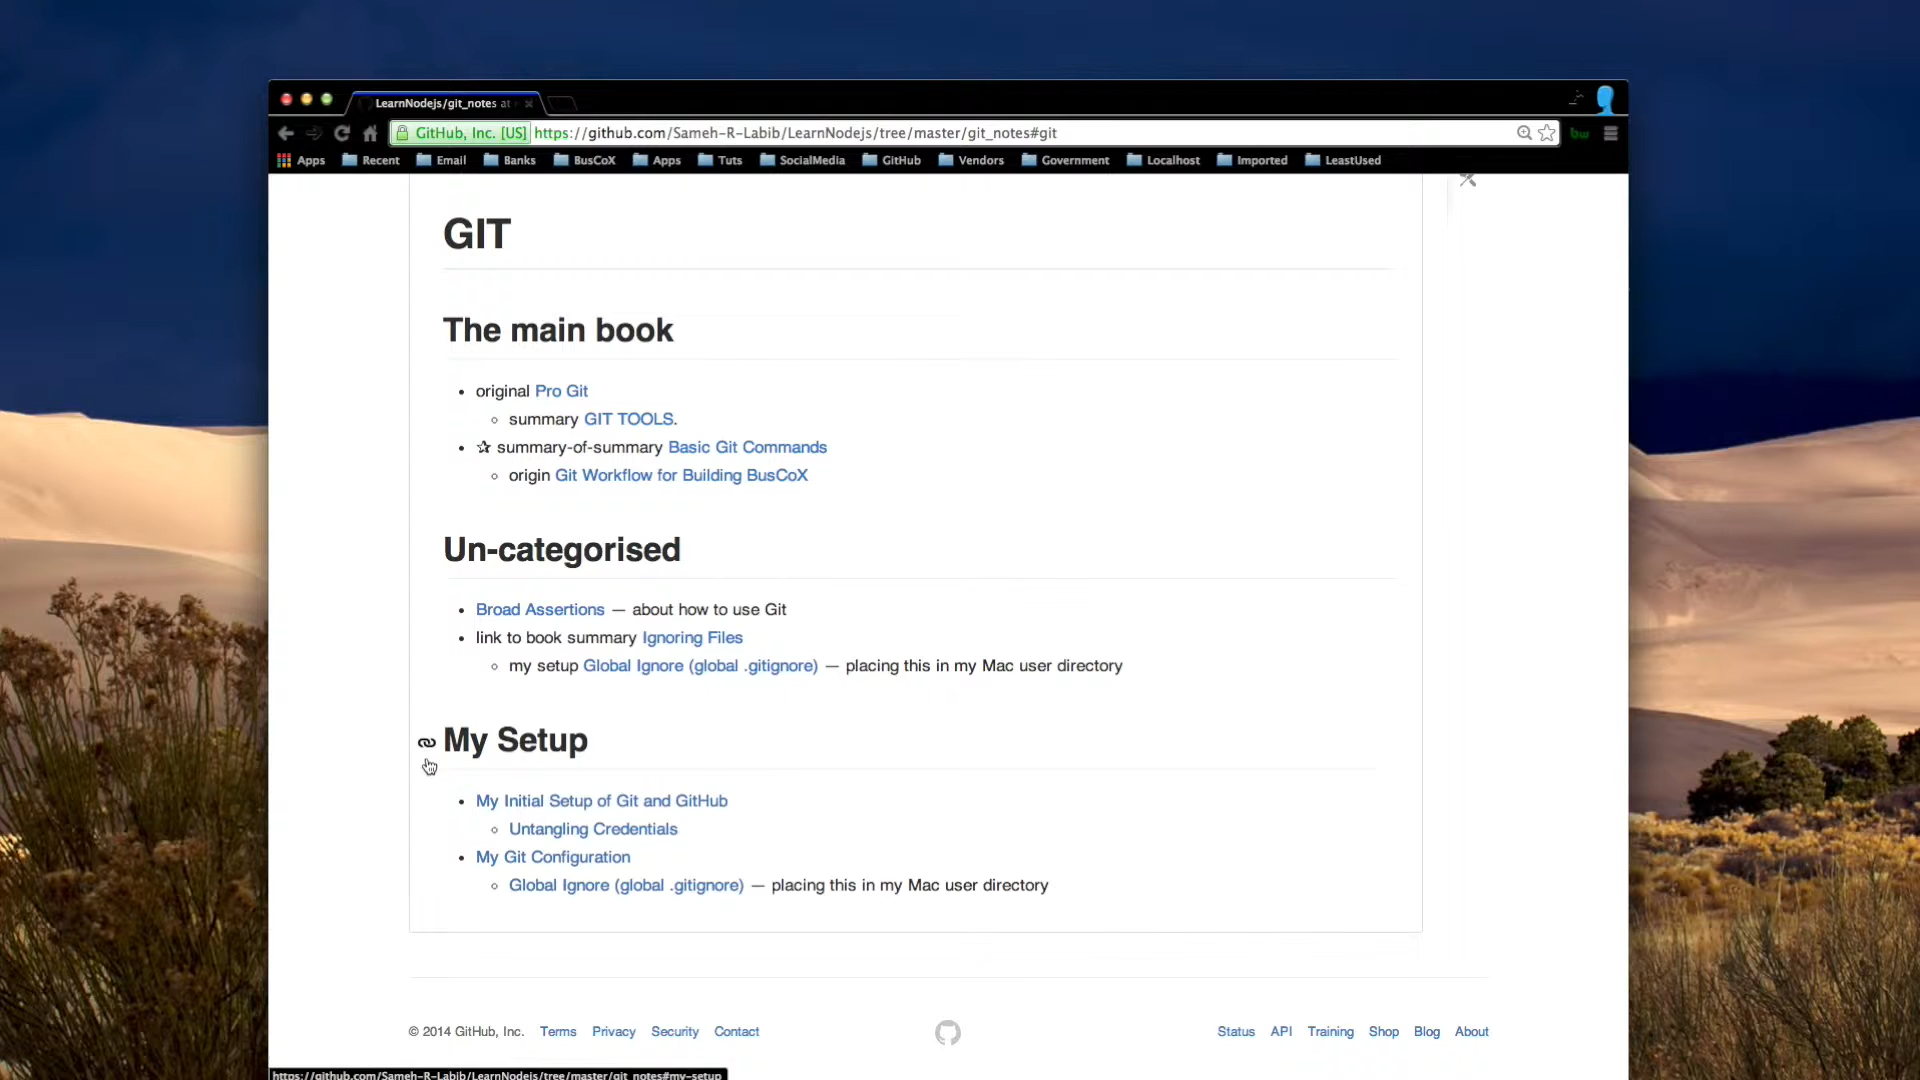 LearnNodejs/git_notes at
GitHub, Inc. [US] https://github.com/Sameh-R-Labib/LearnNodejs/tree/master/git_notes#git
bw
Apps Recent Email Banks BusCoX Apps Tuts SocialMedia GitHub Vendors Government Localhost Imported LeastUsed
GIT
The main book
original Pro Git
summary GIT TOOLS.
☆ summary-of-summary Basic Git Commands
origin Git Workflow for Building BusCoX
Un-categorised
Broad Assertions — about how to use Git
link to book summary Ignoring Files
my setup Global Ignore (global .gitignore) — placing this in my Mac user directory
My Setup
My Initial Setup of Git and GitHub
Untangling Credentials
My Git Configuration
Global Ignore (global .gitignore) — placing this in my Mac user directory
© 2014 GitHub, Inc. Terms Privacy Security Contact Status API Training Shop Blog About
https://github.com/Sameh-R-Labib/LearnNodejs/tree/master/git_notes#my-setup